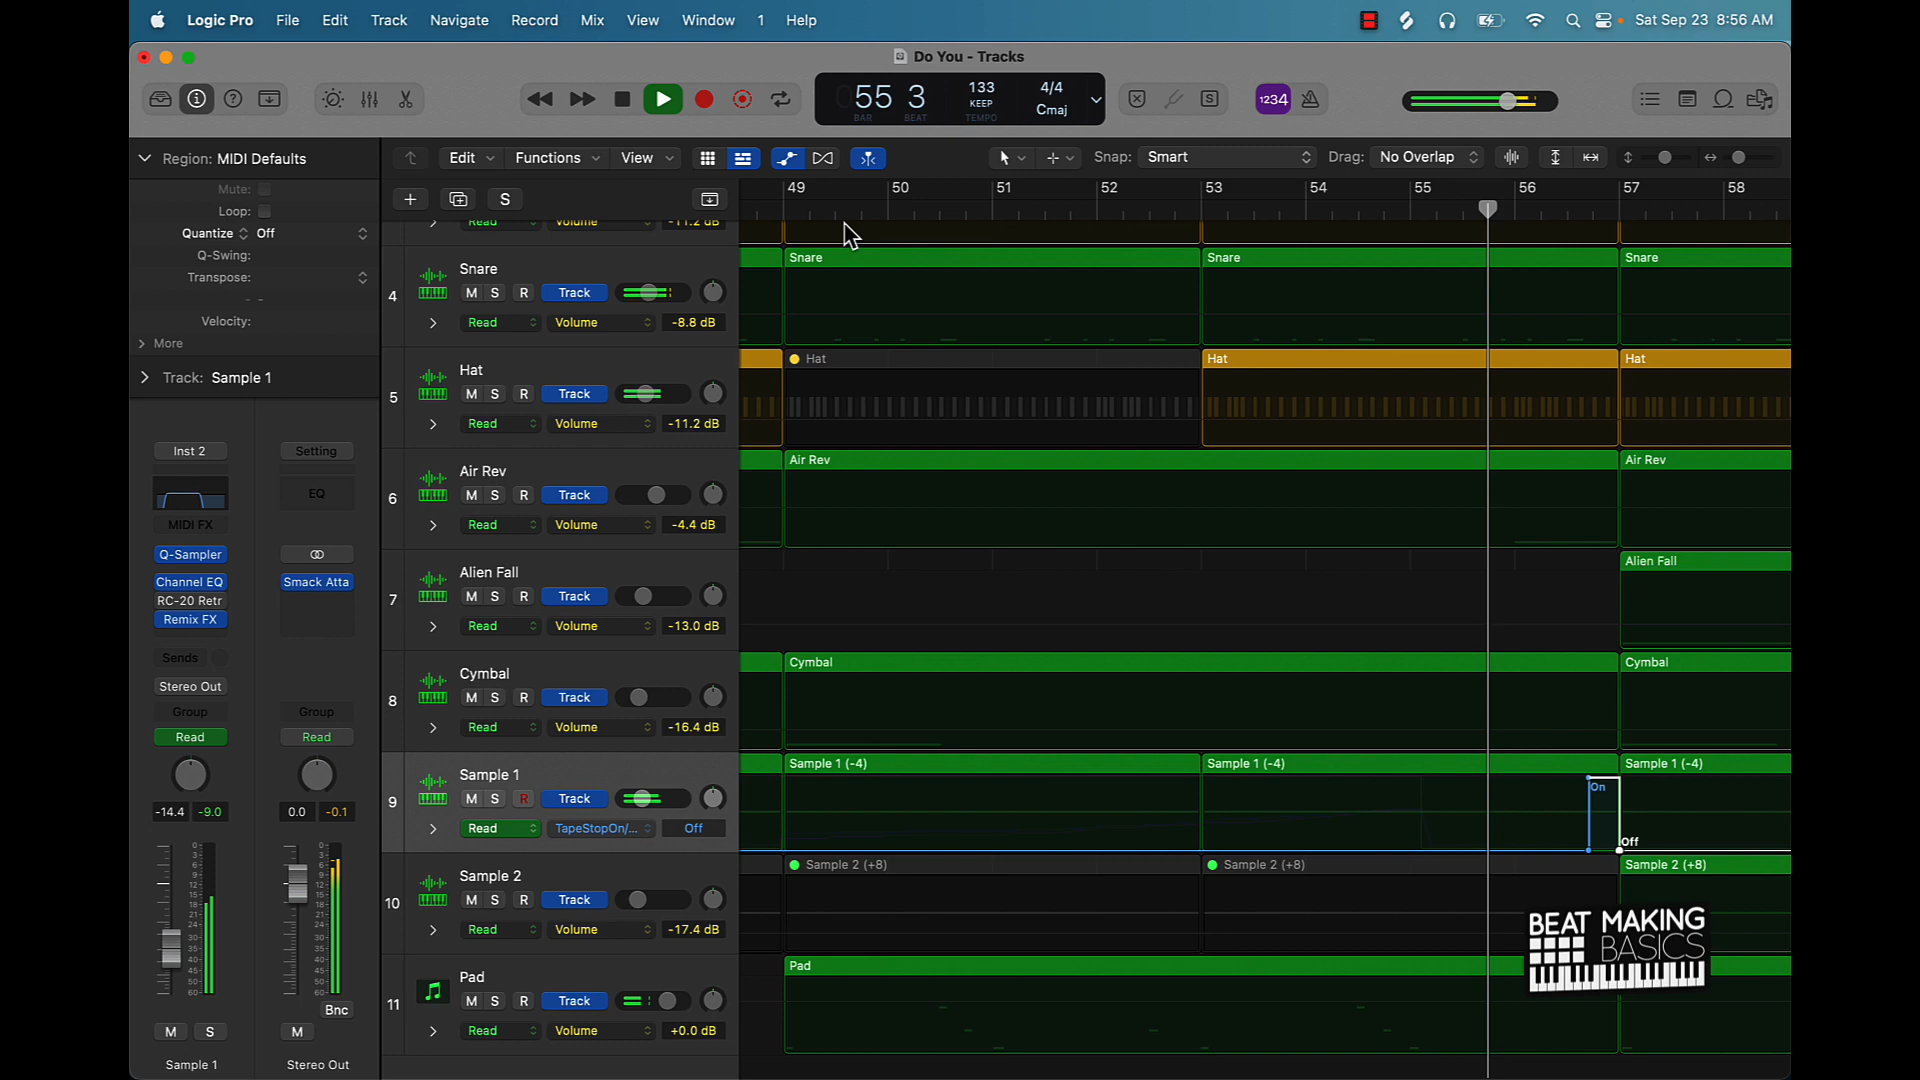 Logic Pro File Edit Track Navigate Record Mix View Window 1 Help
Sat Sep 23 8:56 AM
Do You - Tracks
55 3
BAR BEAT
133
KEEP
TEMPO
4/4
Cmaj
1234
Region: MIDI Defaults
Mute:
Loop:
Quantize Off
Q-Swing:
Transpose:
Velocity:
More
Track: Sample 1
Edit Functions View
Snap: Smart
Drag: No Overlap
S
49 50 51 52 53 54 55 56 57 58
Read Volume -11.2 dB
4 Snare
M S R Track
Read Volume -8.8 dB
Snare Snare Snare
5 Hat
M S R Track
Read Volume -11.2 dB
Hat Hat Hat
6 Air Rev
M S R Track
Read Volume -4.4 dB
Air Rev Air Rev
7 Alien Fall
M S R Track
Read Volume -13.0 dB
Alien Fall
8 Cymbal
M S R Track
Read Volume -16.4 dB
Cymbal Cymbal
9 Sample 1
M S R Track
Read TapeStopOn/... Off
Sample 1 (-4) Sample 1 (-4) Sample 1 (-4)
On
Off
10 Sample 2
M S R Track
Read Volume -17.4 dB
Sample 2 (+8) Sample 2 (+8) Sample 2 (+8)
11 Pad
M S R Track
Read Volume +0.0 dB
Pad
Inst 2
MIDI FX
Q-Sampler
Channel EQ
RC-20 Retr
Remix FX
Sends
Stereo Out
Group
Read
-14.4 -9.0
M S
Sample 1
Setting
EQ
Smack Atta
Group
Read
0.0 -0.1
Bnc
M
Stereo Out
BEAT MAKING
BASICS